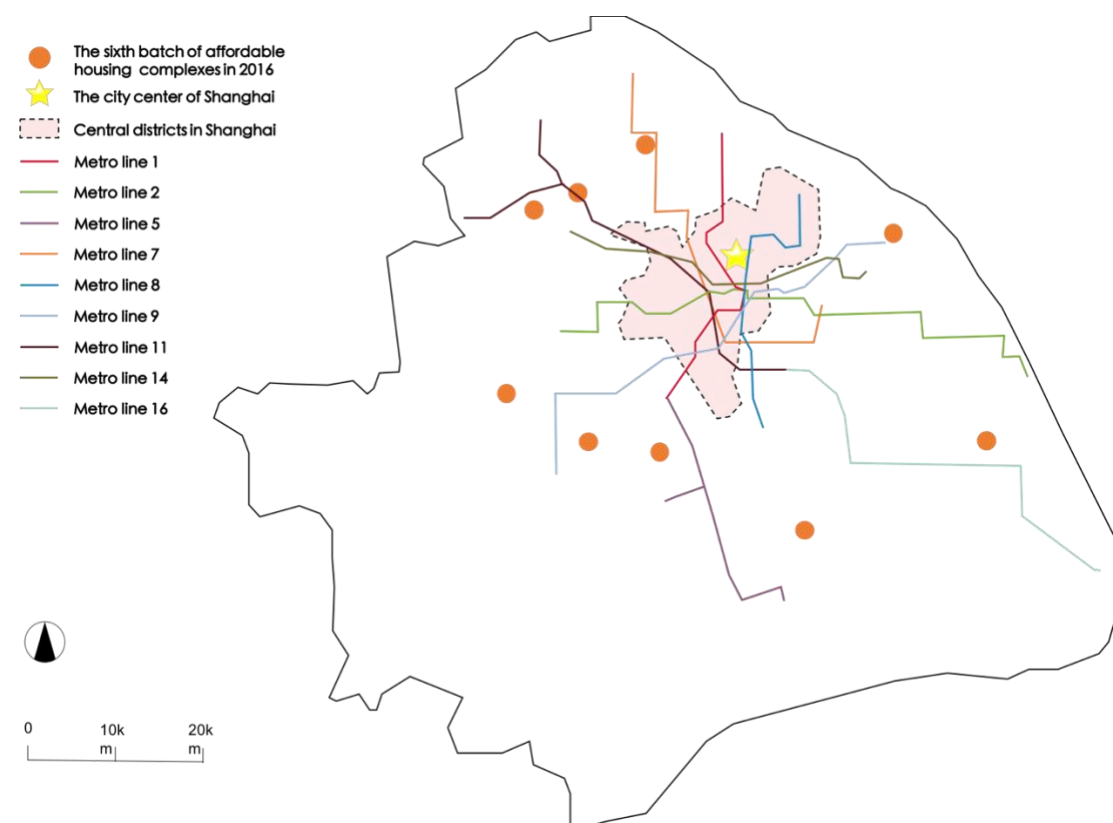 The sixth batch of affordable
housing complexes in 2016
The city center of Shanghai
Central districts in Shanghai
Metro line 1
Metro line 2
Metro line 5
Metro line 7
Metro line 8
Metro line 9
Metro line 11
Metro line 14
Metro line 16
0 10k 20k
m m